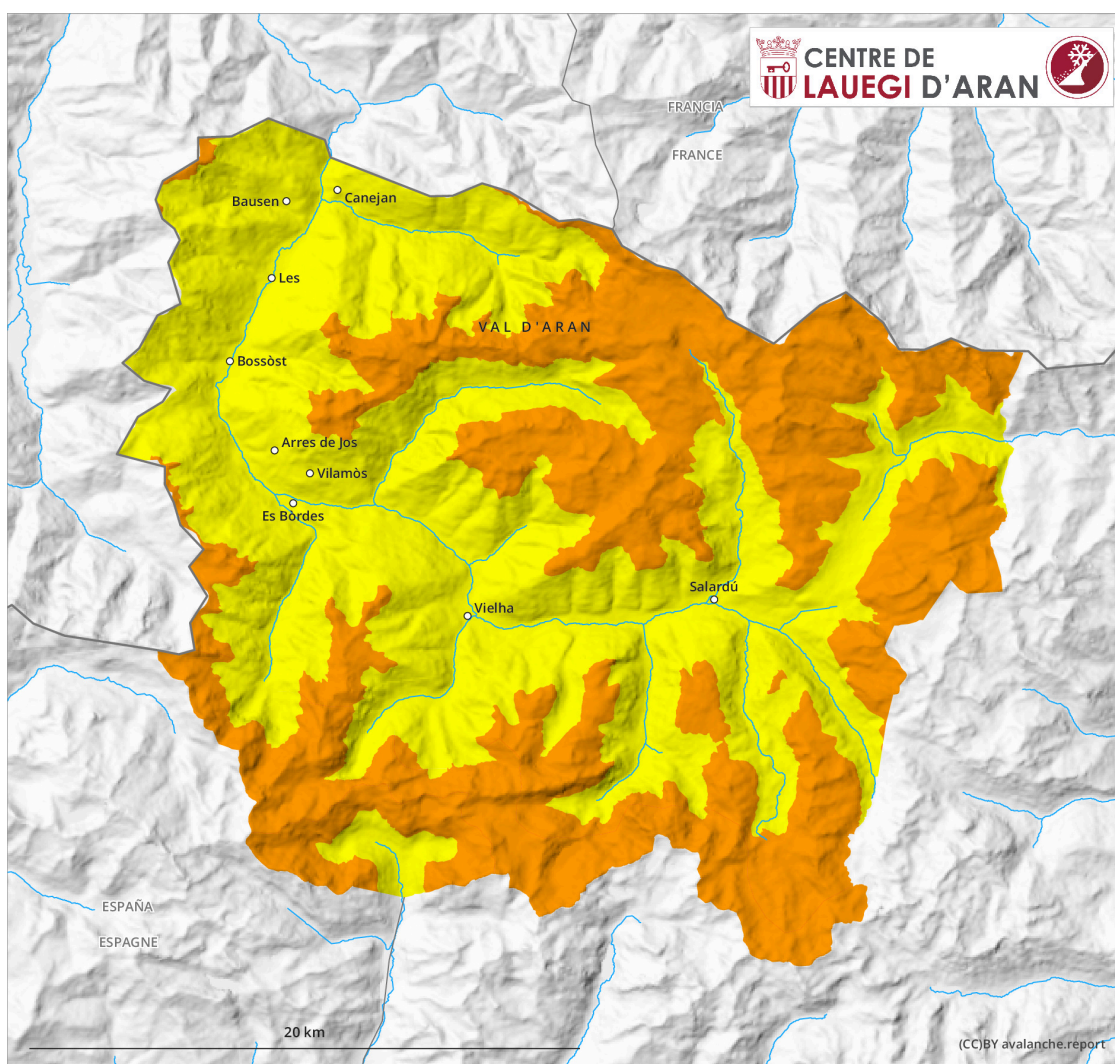 CENTRE DE
LAUEGI D'ARAN
FRANCIA
FRANCE
Bausen
Canejan
Les
VAL D'ARAN
Bossòst
Arres de Jos
Vilamòs
Es Bòrdes
Salardú
Vielha
ESPAÑA
ESPAGNE
20 km
(CC)BY avalanche.report